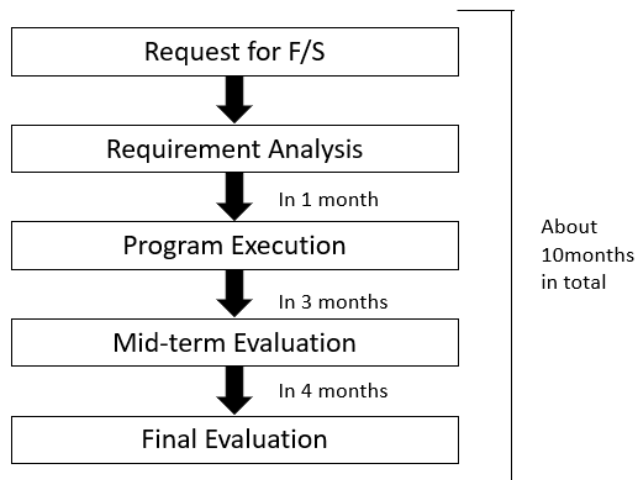 Request for F/S
Requirement Analysis
In 1 month
Program Execution
In 3 months
Mid-term Evaluation
In 4 months
Final Evaluation
About
10months
in total